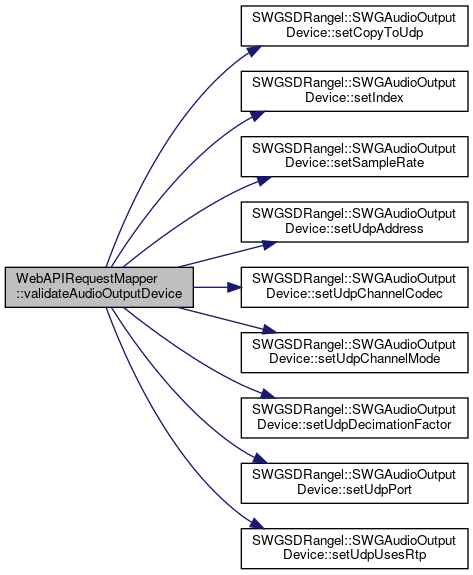 SWGSDRangel::SWGAudioOutput
Device::setCopyToUdp
SWGSDRangel::SWGAudioOutput
Device::setIndex
SWGSDRangel::SWGAudioOutput
Device::setSampleRate
SWGSDRangel::SWGAudioOutput
Device::setUdpAddress
WebAPIRequestMapper
::validateAudioOutputDevice
SWGSDRangel::SWGAudioOutput
Device::setUdpChannelCodec
SWGSDRangel::SWGAudioOutput
Device::setUdpChannelMode
SWGSDRangel::SWGAudioOutput
Device::setUdpDecimationFactor
SWGSDRangel::SWGAudioOutput
Device::setUdpPort
SWGSDRangel::SWGAudioOutput
Device::setUdpUsesRtp